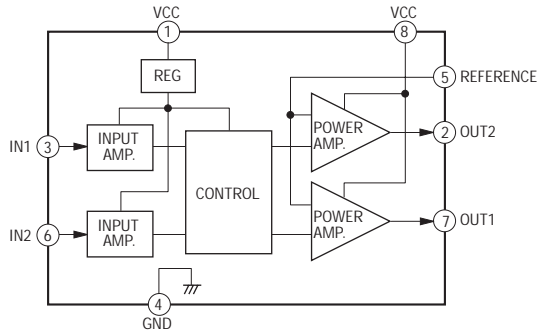 VCC
1
VCC
8
REG
5 REFERENCE
POWER
AMP.
2 OUT2
IN1 3
INPUT
AMP.
CONTROL
IN2 6
INPUT
AMP.
POWER
AMP.
7 OUT1
4
GND